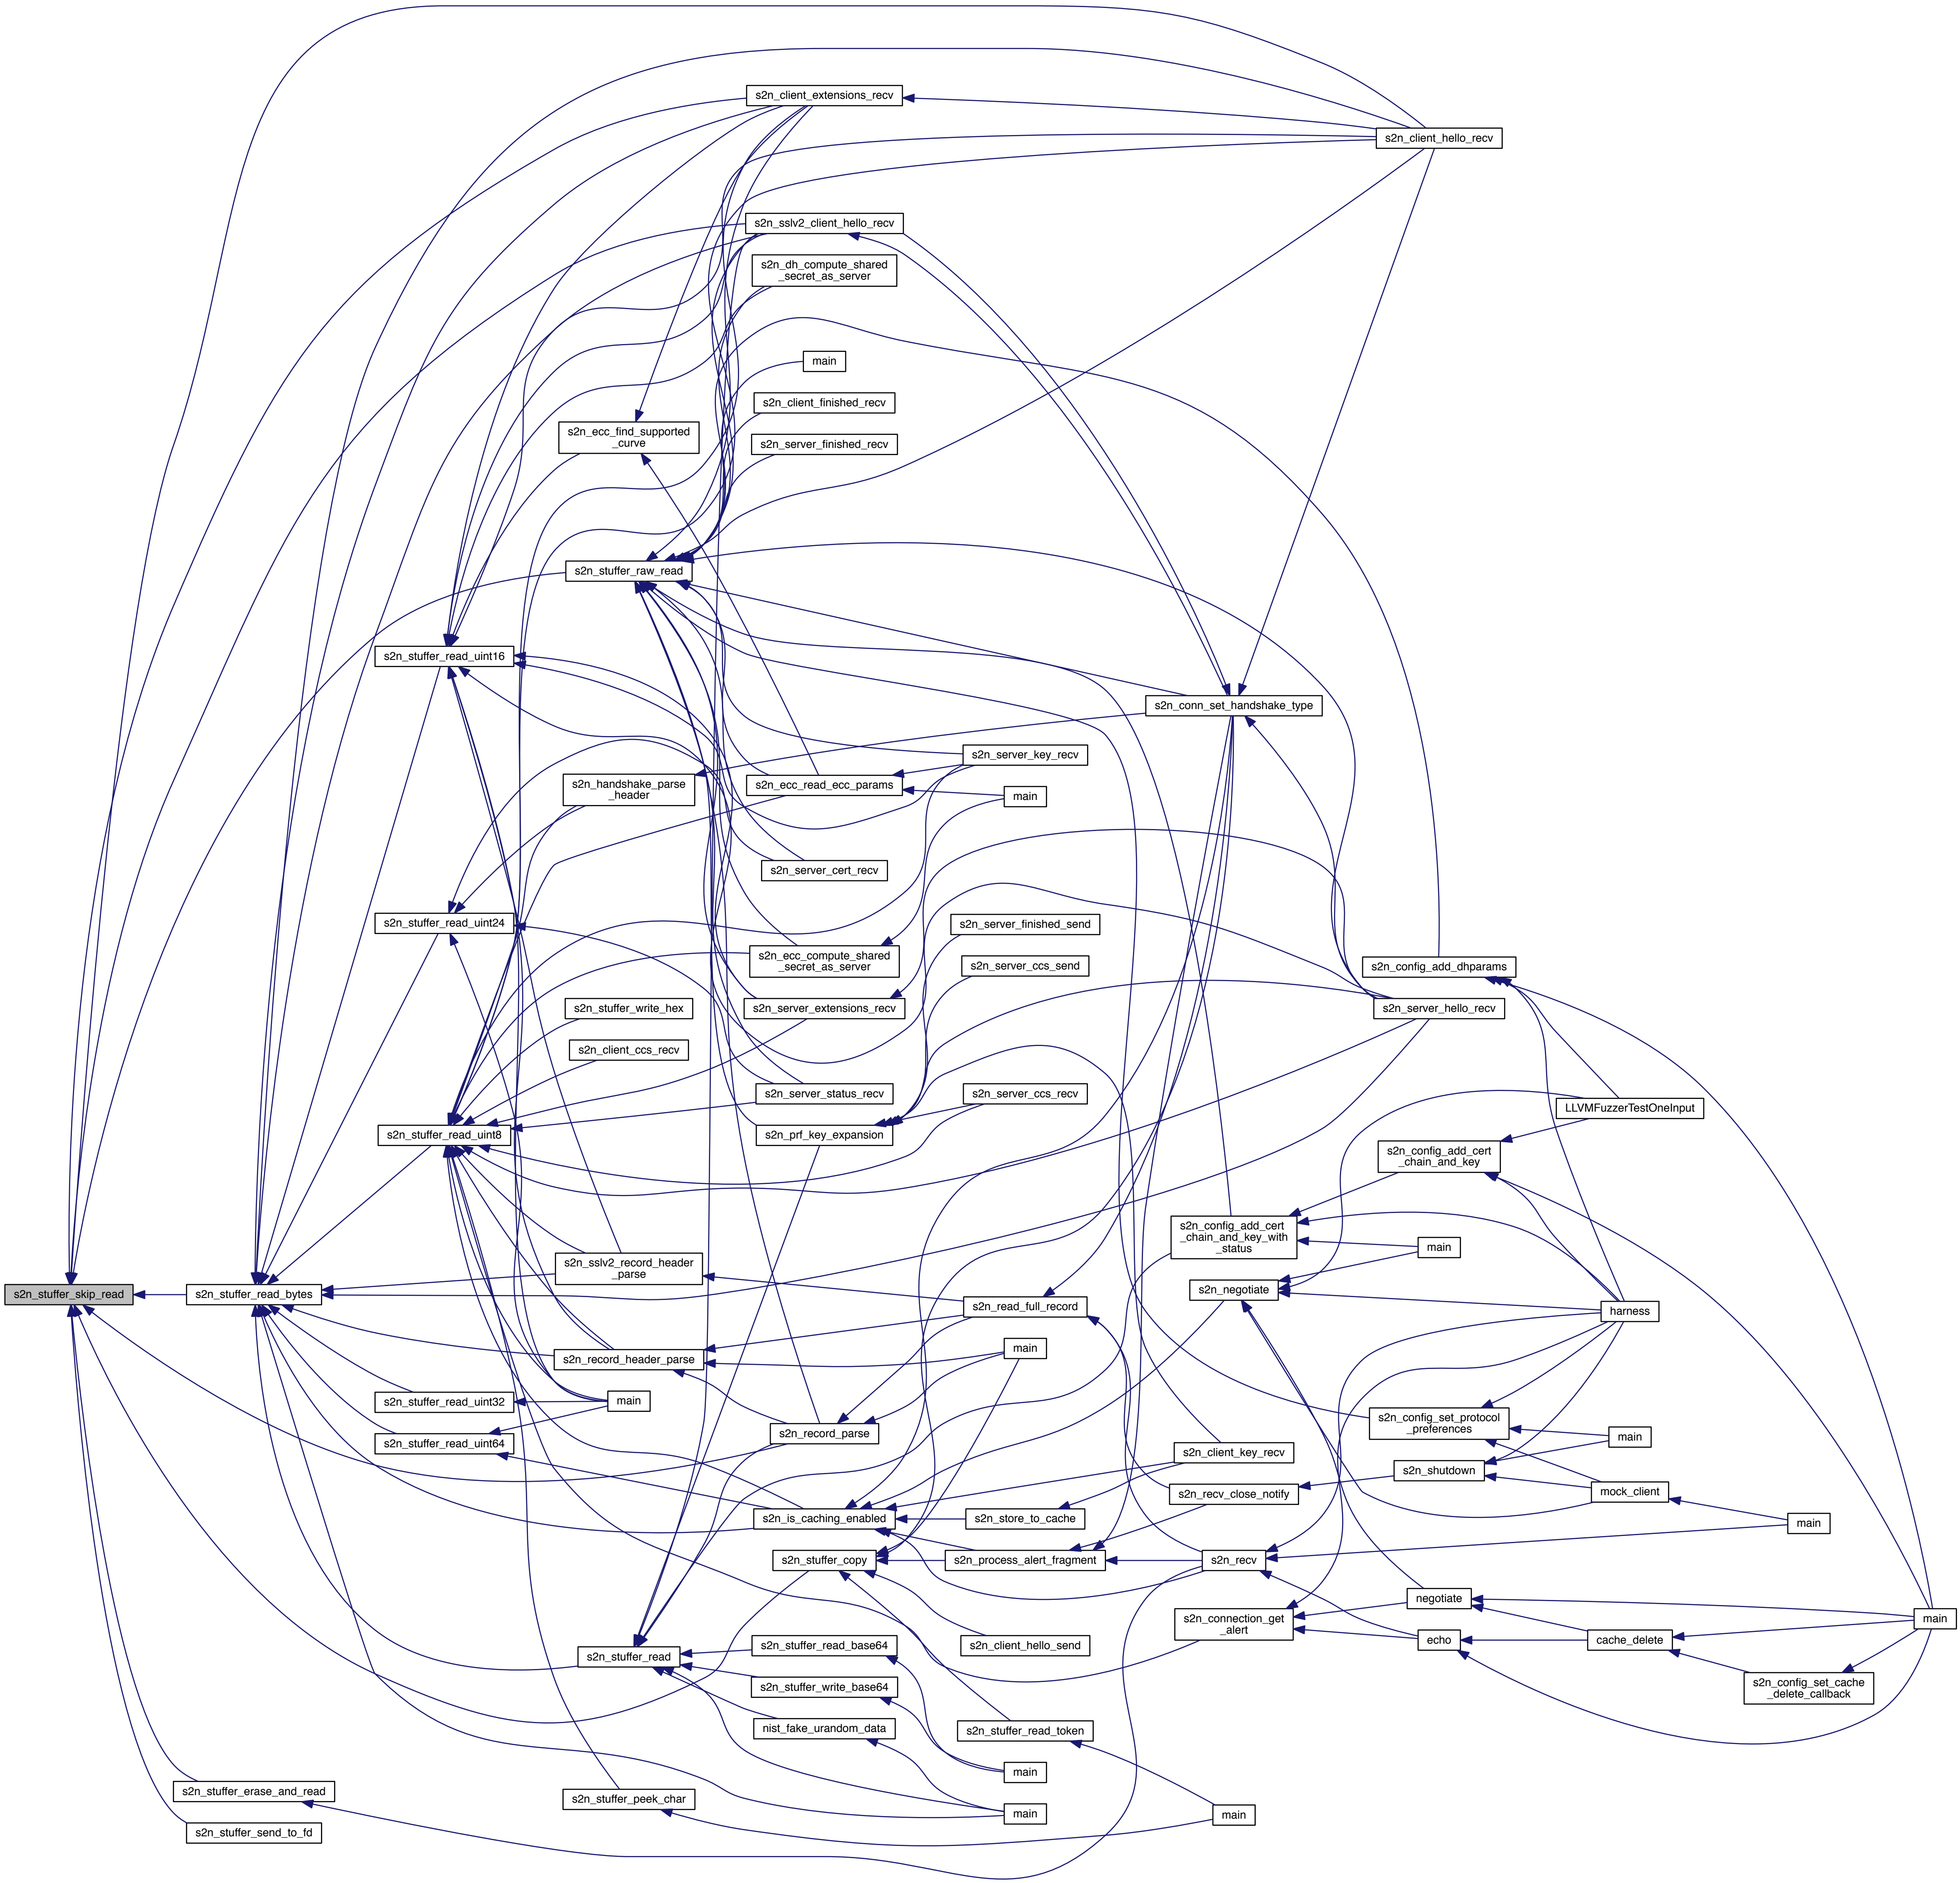 s2n_client_extensions_recv
s2n_client_hello_recv
s2n_sslv2_client_hello_recv
s2n_dh_compute_shared
_secret_as_server
main
s2n_client_finished_recv
s2n_ecc_find_supported
_curve
s2n_server_finished_recv
s2n_stuffer_raw_read
s2n_stuffer_read_uint16
s2n_conn_set_handshake_type
s2n_server_key_recv
s2n_handshake_parse
_header
s2n_ecc_read_ecc_params
main
s2n_server_cert_recv
s2n_stuffer_read_uint24
s2n_server_finished_send
s2n_ecc_compute_shared
_secret_as_server
s2n_server_ccs_send
s2n_config_add_dhparams
s2n_stuffer_write_hex
s2n_server_extensions_recv
s2n_server_hello_recv
s2n_client_ccs_recv
s2n_server_status_recv
s2n_server_ccs_recv
LLVMFuzzerTestOneInput
s2n_stuffer_read_uint8
s2n_prf_key_expansion
s2n_config_add_cert
_chain_and_key
s2n_config_add_cert
_chain_and_key_with
_status
main
s2n_sslv2_record_header
_parse
s2n_negotiate
s2n_stuffer_skip_read
s2n_stuffer_read_bytes
s2n_read_full_record
harness
s2n_record_header_parse
main
s2n_stuffer_read_uint32
main
s2n_config_set_protocol
_preferences
main
s2n_stuffer_read_uint64
s2n_record_parse
s2n_client_key_recv
s2n_shutdown
s2n_recv_close_notify
mock_client
s2n_is_caching_enabled
s2n_store_to_cache
main
s2n_stuffer_copy
s2n_process_alert_fragment
s2n_recv
negotiate
s2n_connection_get
_alert
main
s2n_client_hello_send
echo
cache_delete
s2n_stuffer_read
s2n_stuffer_read_base64
s2n_stuffer_write_base64
s2n_config_set_cache
_delete_callback
nist_fake_urandom_data
s2n_stuffer_read_token
main
s2n_stuffer_erase_and_read
s2n_stuffer_peek_char
main
main
s2n_stuffer_send_to_fd